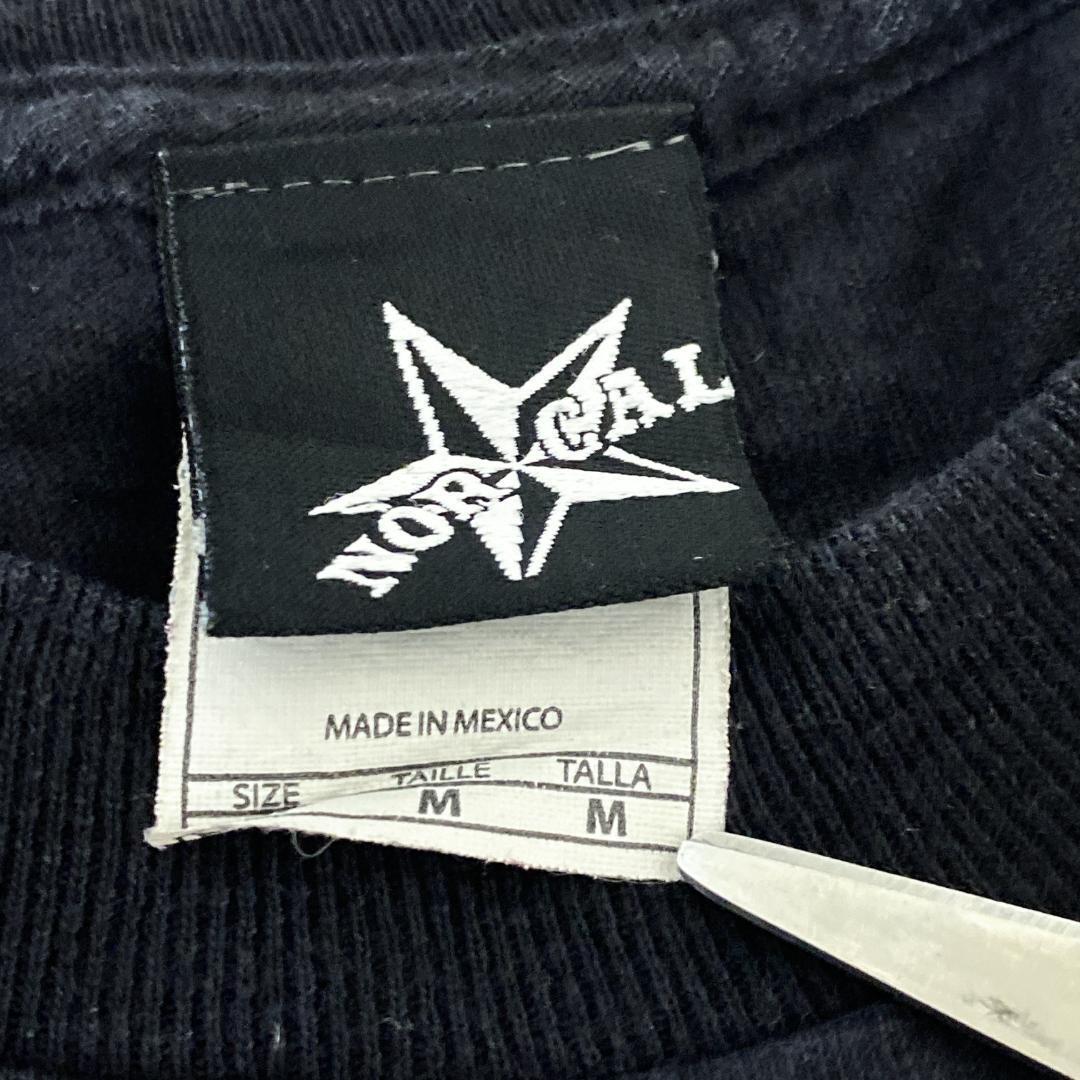 NOR CAL
MADE IN MEXICO
SIZE TAILLE TALLA
M M